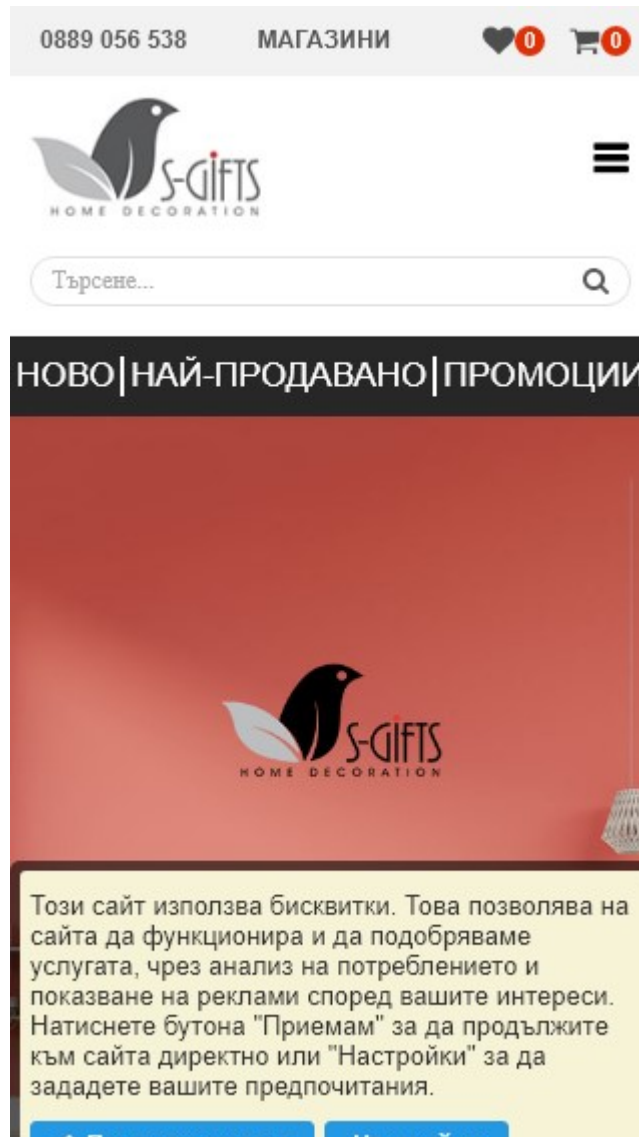 0889 056 538 МАГАЗИНИ 0 0
S-GiFTS
HOME DECORATION
Търсене...
НОВО|НАЙ-ПРОДАВАНО|ПРОМОЦИИ
S-GiFTS
HOME DECORATION
Този сайт използва бисквитки. Това позволява на
сайта да функционира и да подобряваме
услугата, чрез анализ на потреблението и
показване на реклами според вашите интереси.
Натиснете бутона "Приемам" за да продължите
към сайта директно или "Настройки" за да
зададете вашите предпочитания.